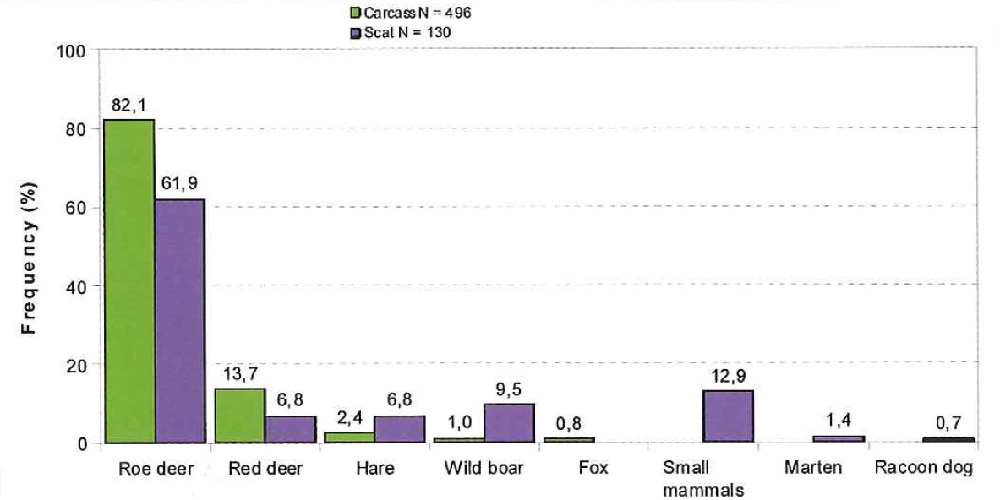 Carcass N = 496
Scat N = 130
Frequency (%)
100
80
60
40
20
0
82,1
61,9
13,7
6,8
2,4
6,8
1,0
9,5
0,8
12,9
1,4
0,7
Roe deer
Red deer
Hare
Wild boar
Fox
Small
mammals
Marten
Racoon dog